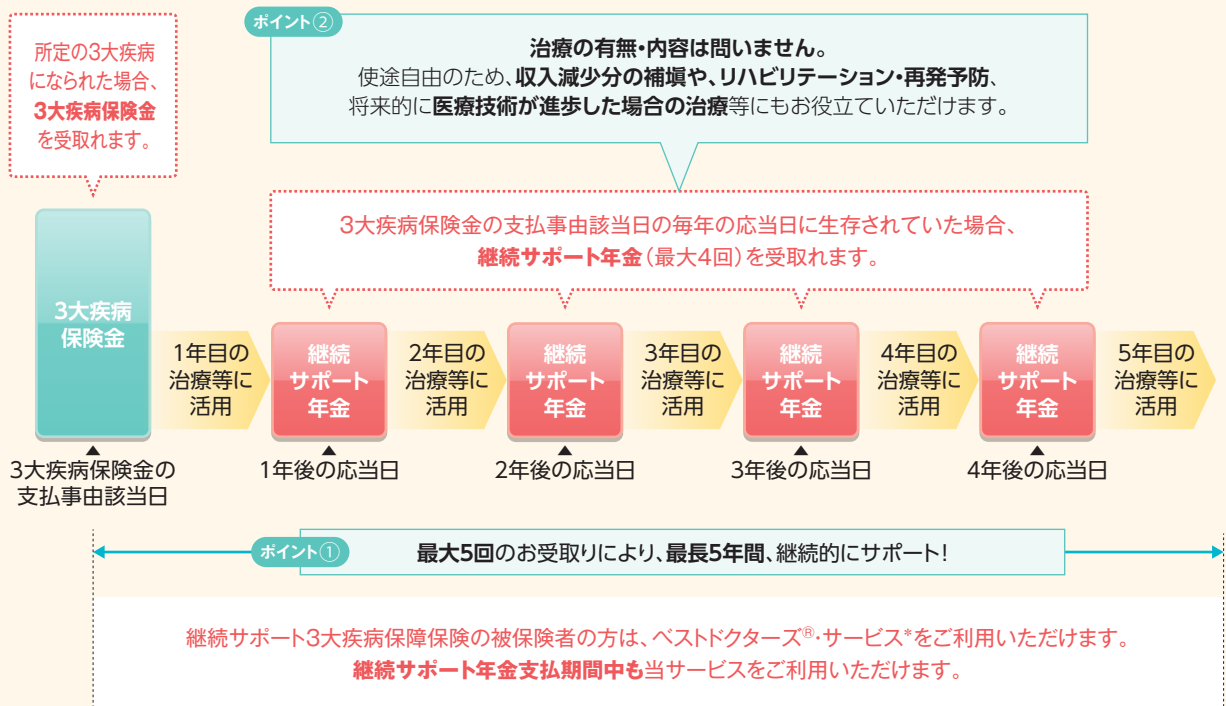 所定の3大疾病
になられた場合、
3大疾病保険金
を受取れます。
ポイント②
治療の有無・内容は問いません。
使途自由のため、収入減少分の補塡や、リハビリテーション・再発予防、
将来的に医療技術が進歩した場合の治療等にもお役立ていただけます。
3大疾病保険金の支払事由該当日の毎年の応当日に生存されていた場合、
継続サポート年金(最大4回)を受取れます。
3大疾病
保険金
1年目の
治療等に
活用
継続
サポート
年金
2年目の
治療等に
活用
継続
サポート
年金
3年目の
治療等に
活用
継続
サポート
年金
4年目の
治療等に
活用
継続
サポート
年金
5年目の
治療等に
活用
3大疾病保険金の
支払事由該当日
1年後の応当日
2年後の応当日
3年後の応当日
4年後の応当日
ポイント①
最大5回のお受取りにより、最長5年間、継続的にサポート!
継続サポート3大疾病保障保険の被保険者の方は、ベストドクターズ®・サービス*をご利用いただけます。
継続サポート年金支払期間中も当サービスをご利用いただけます。